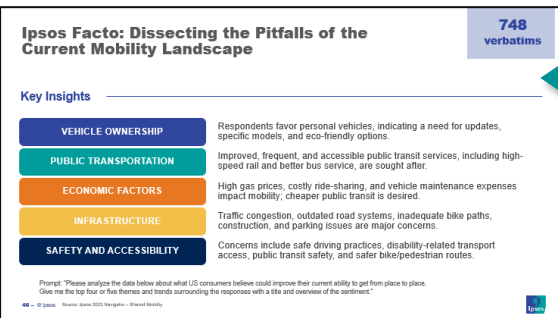 Ipsos Facto: Dissecting the Pitfalls of the
Current Mobility Landscape
748
verbatims
Key Insights
VEHICLE OWNERSHIP
Respondents favor personal vehicles, indicating a need for updates,
specific models, and eco-friendly options.
PUBLIC TRANSPORTATION
Improved, frequent, and accessible public transit services, including high-
speed rail and better bus service, are sought after.
ECONOMIC FACTORS
High gas prices, costly ride-sharing, and vehicle maintenance expenses
impact mobility; cheaper public transit is desired.
INFRASTRUCTURE
Traffic congestion, outdated road systems, inadequate bike paths,
construction, and parking issues are major concerns.
SAFETY AND ACCESSIBILITY
Concerns include safe driving practices, disability-related transport
access, public transit safety, and safer bike/pedestrian routes.
Prompt: "Please analyze the data below about what US consumers believe could improve their current ability to get from place to place.
Give me the top four or five themes and trends surrounding the responses with a title and overview of the sentiment."
46 – © Ipsos Source: Ipsos 2023 Navigator – Shared Mobility
Ipsos